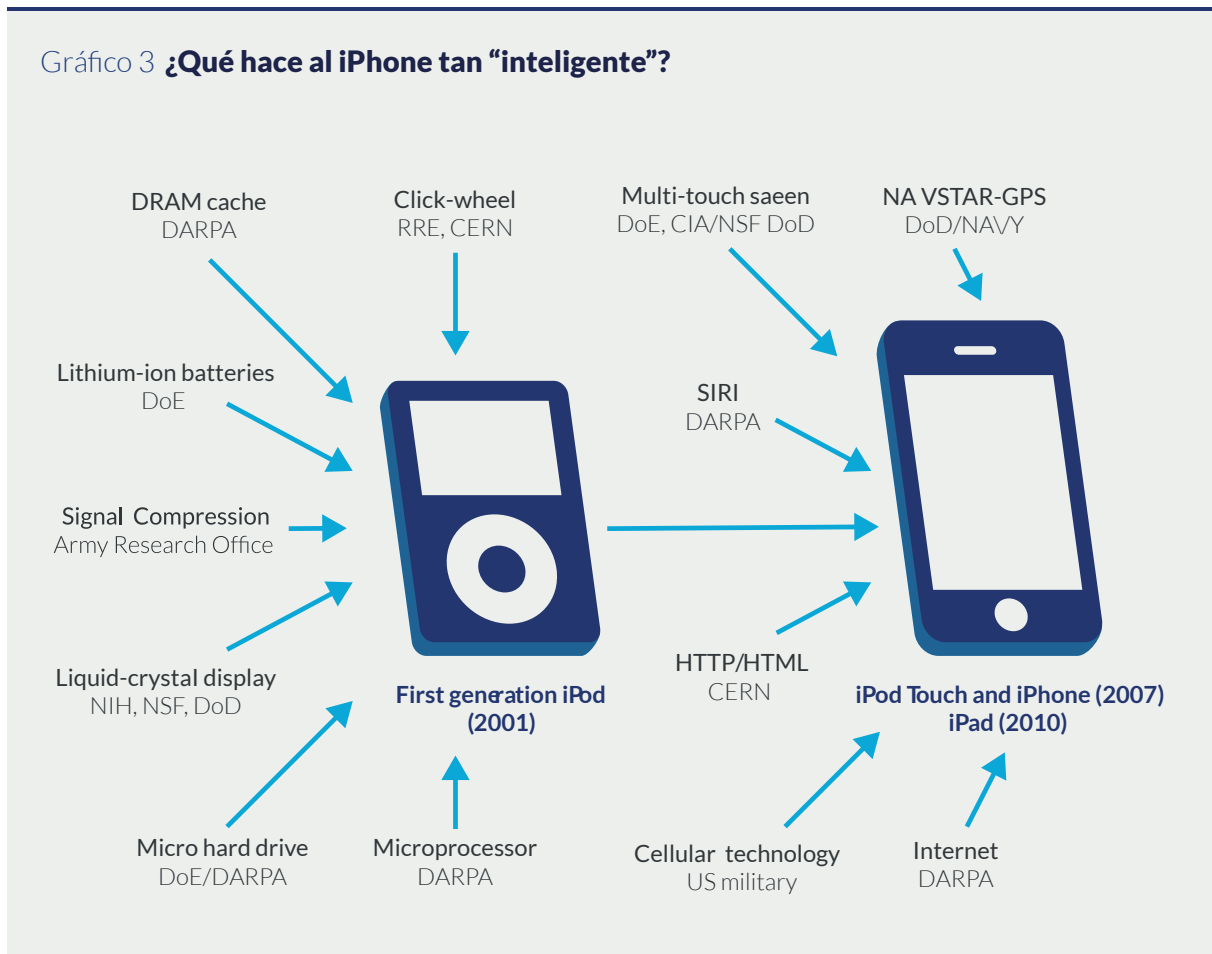 Gráfico 3 ¿Qué hace al iPhone tan “inteligente”?
DRAM cache
DARPA
Click-wheel
RRE, CERN
Multi-touch saeen
DoE, CIA/NSF DoD
NA VSTAR-GPS
DoD/NA\/Y
Lithium-ion batteries
DoE
SIRI
DARPA
Signal Compression
Army Research Office
Liquid-crystal display
NIH, NSF, DoD
HTTP/HTML
CERN
First generation iPod
(2001)
iPod Touch and iPhone (2007)
iPad (2010)
Micro hard drive
DoE/DARPA
Microprocessor
DARPA
Cellular technology
US military
Internet
DARPA